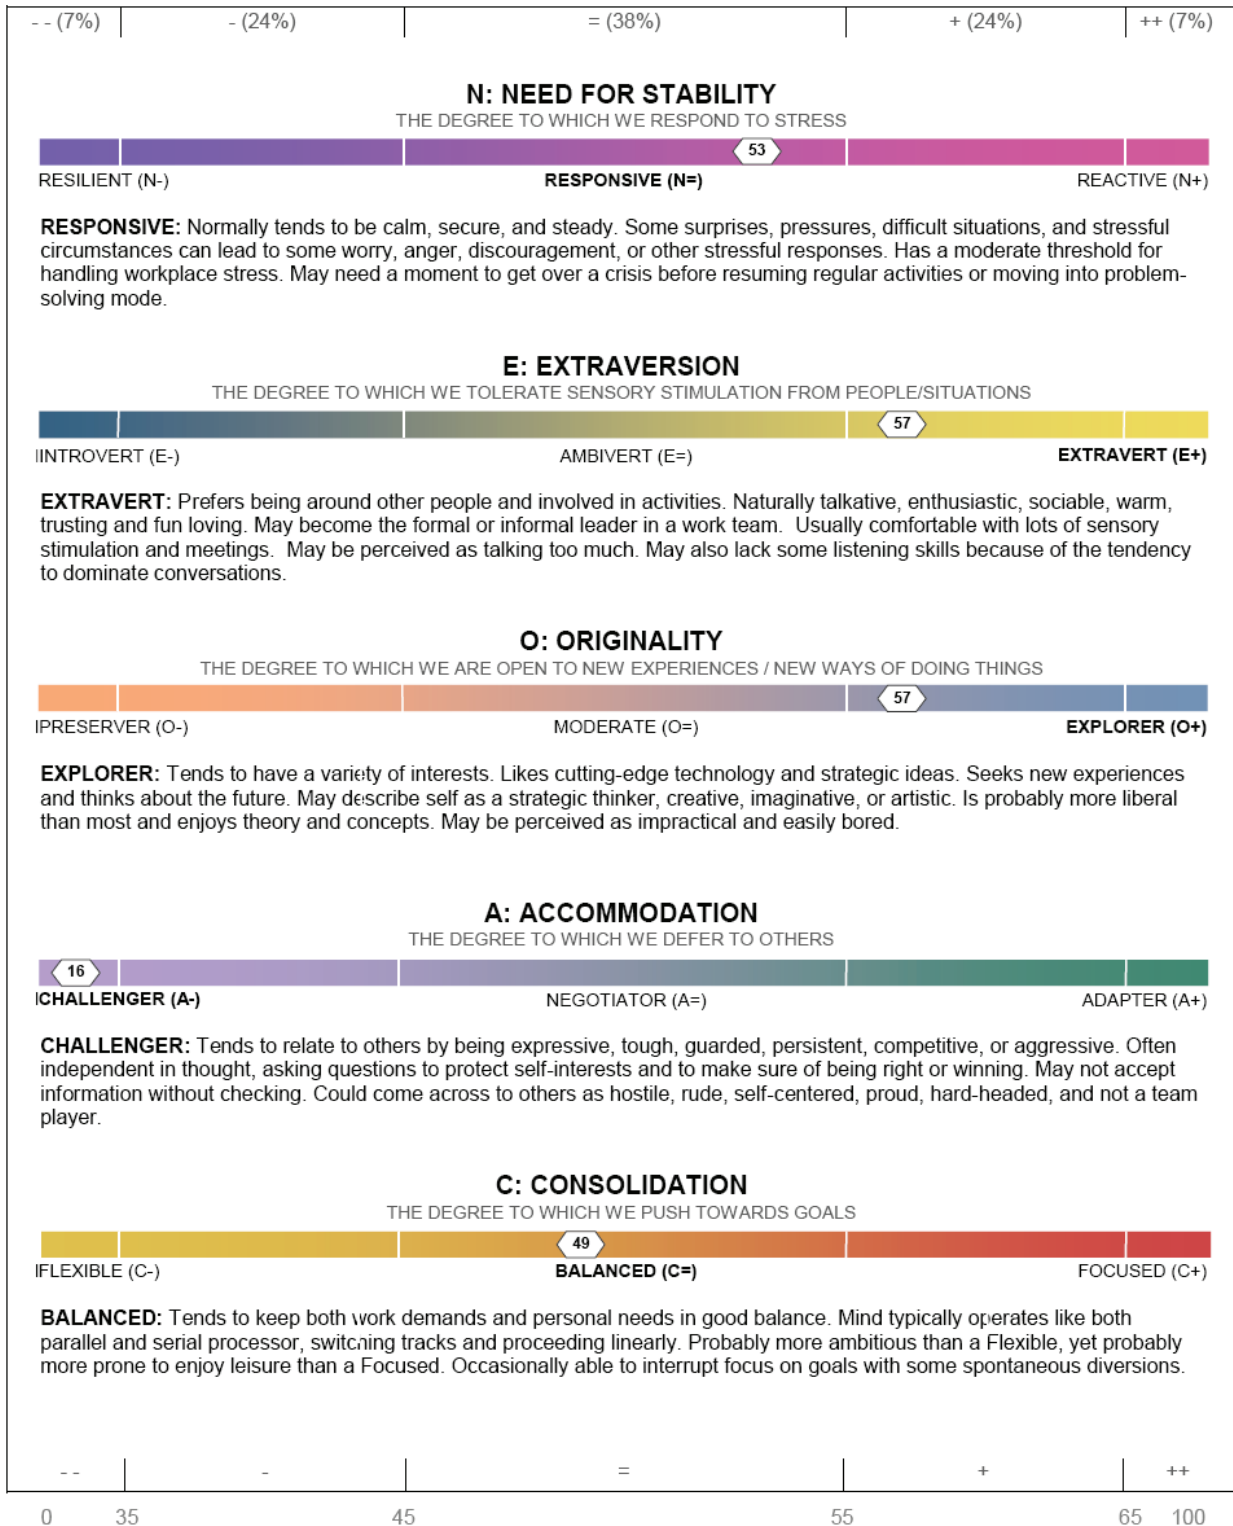 - - (7%) - (24%) = (38%) + (24%) ++ (7%)
N: NEED FOR STABILITY
THE DEGREE TO WHICH WE RESPOND TO STRESS
53
RESILIENT (N-) RESPONSIVE (N=) REACTIVE (N+)
RESPONSIVE: Normally tends to be calm, secure, and steady. Some surprises, pressures, difficult situations, and stressful
circumstances can lead to some worry, anger, discouragement, or other stressful responses. Has a moderate threshold for
handling workplace stress. May need a moment to get over a crisis before resuming regular activities or moving into problem-
solving mode.
E: EXTRAVERSION
THE DEGREE TO WHICH WE TOLERATE SENSORY STIMULATION FROM PEOPLE/SITUATIONS
57
INTROVERT (E-) AMBIVERT (E=) EXTRAVERT (E+)
EXTRAVERT: Prefers being around other people and involved in activities. Naturally talkative, enthusiastic, sociable, warm,
trusting and fun loving. May become the formal or informal leader in a work team. Usually comfortable with lots of sensory
stimulation and meetings. May be perceived as talking too much. May also lack some listening skills because of the tendency
to dominate conversations.
O: ORIGINALITY
THE DEGREE TO WHICH WE ARE OPEN TO NEW EXPERIENCES / NEW WAYS OF DOING THINGS
57
PRESERVER (O-) MODERATE (O=) EXPLORER (O+)
EXPLORER: Tends to have a variety of interests. Likes cutting-edge technology and strategic ideas. Seeks new experiences
and thinks about the future. May describe self as a strategic thinker, creative, imaginative, or artistic. Is probably more liberal
than most and enjoys theory and concepts. May be perceived as impractical and easily bored.
A: ACCOMMODATION
THE DEGREE TO WHICH WE DEFER TO OTHERS
16
CHALLENGER (A-) NEGOTIATOR (A=) ADAPTER (A+)
CHALLENGER: Tends to relate to others by being expressive, tough, guarded, persistent, competitive, or aggressive. Often
independent in thought, asking questions to protect self-interests and to make sure of being right or winning. May not accept
information without checking. Could come across to others as hostile, rude, self-centered, proud, hard-headed, and not a team
player.
C: CONSOLIDATION
THE DEGREE TO WHICH WE PUSH TOWARDS GOALS
49
FLEXIBLE (C-) BALANCED (C=) FOCUSED (C+)
BALANCED: Tends to keep both work demands and personal needs in good balance. Mind typically operates like both
parallel and serial processor, switching tracks and proceeding linearly. Probably more ambitious than a Flexible, yet probably
more prone to enjoy leisure than a Focused. Occasionally able to interrupt focus on goals with some spontaneous diversions.
- - - = + ++
0 35 45 55 65 100